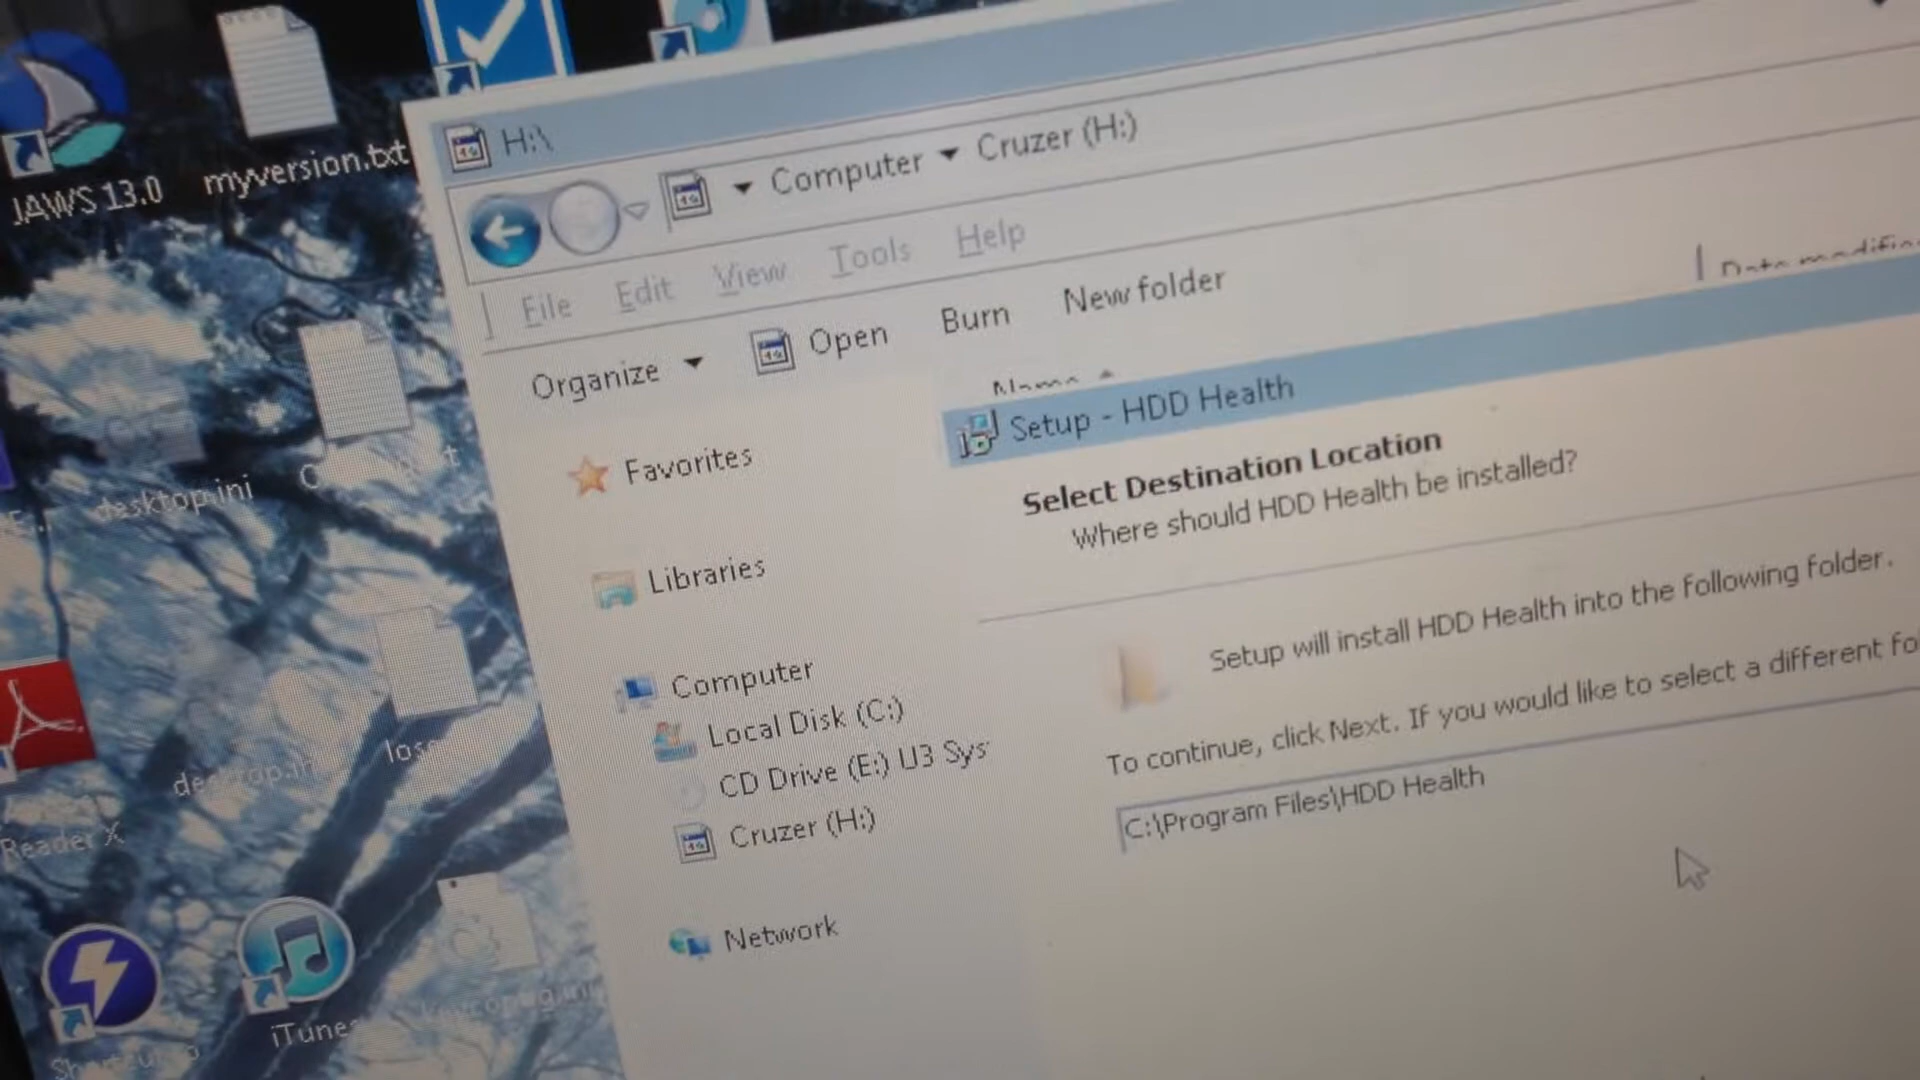 JAWS 13.0
myversion.txt
H:\
Computer
Cruzer (H:)
File Edit View Tools Help
Organize
Open
Burn
New folder
Name
Setup - HDD Health
Select Destination Location
Where should HDD Health be installed?
Setup will install HDD Health into the following folder.
To continue, click Next. If you would like to select a different fo
C:\Program Files\HDD Health
Favorites
Libraries
Computer
Local Disk (C:)
CD Drive (E:) U3 Sys
Cruzer (H:)
Network
desktop.ini
Reader X
iTunes